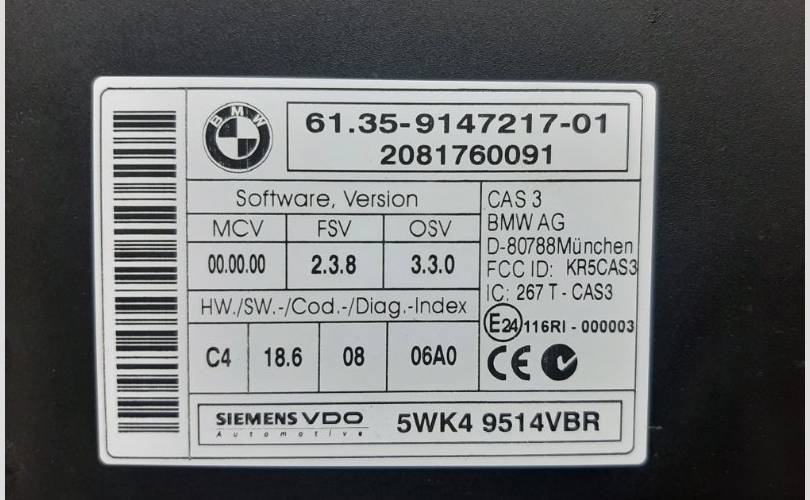 BMW
61.35-9147217-01
2081760091
Software, Version
MCV FSV OSV
00.00.00 2.3.8 3.3.0
HW./SW.-/Cod.-/Diag.-Index
C4 18.6 08 06A0
CAS 3
BMW AG
D-80788München
FCC ID: KR5CAS3
IC: 267 T - CAS3
E24 116RI - 000003
CE
SIEMENS VDO
Automotive
5WK4 9514VBR